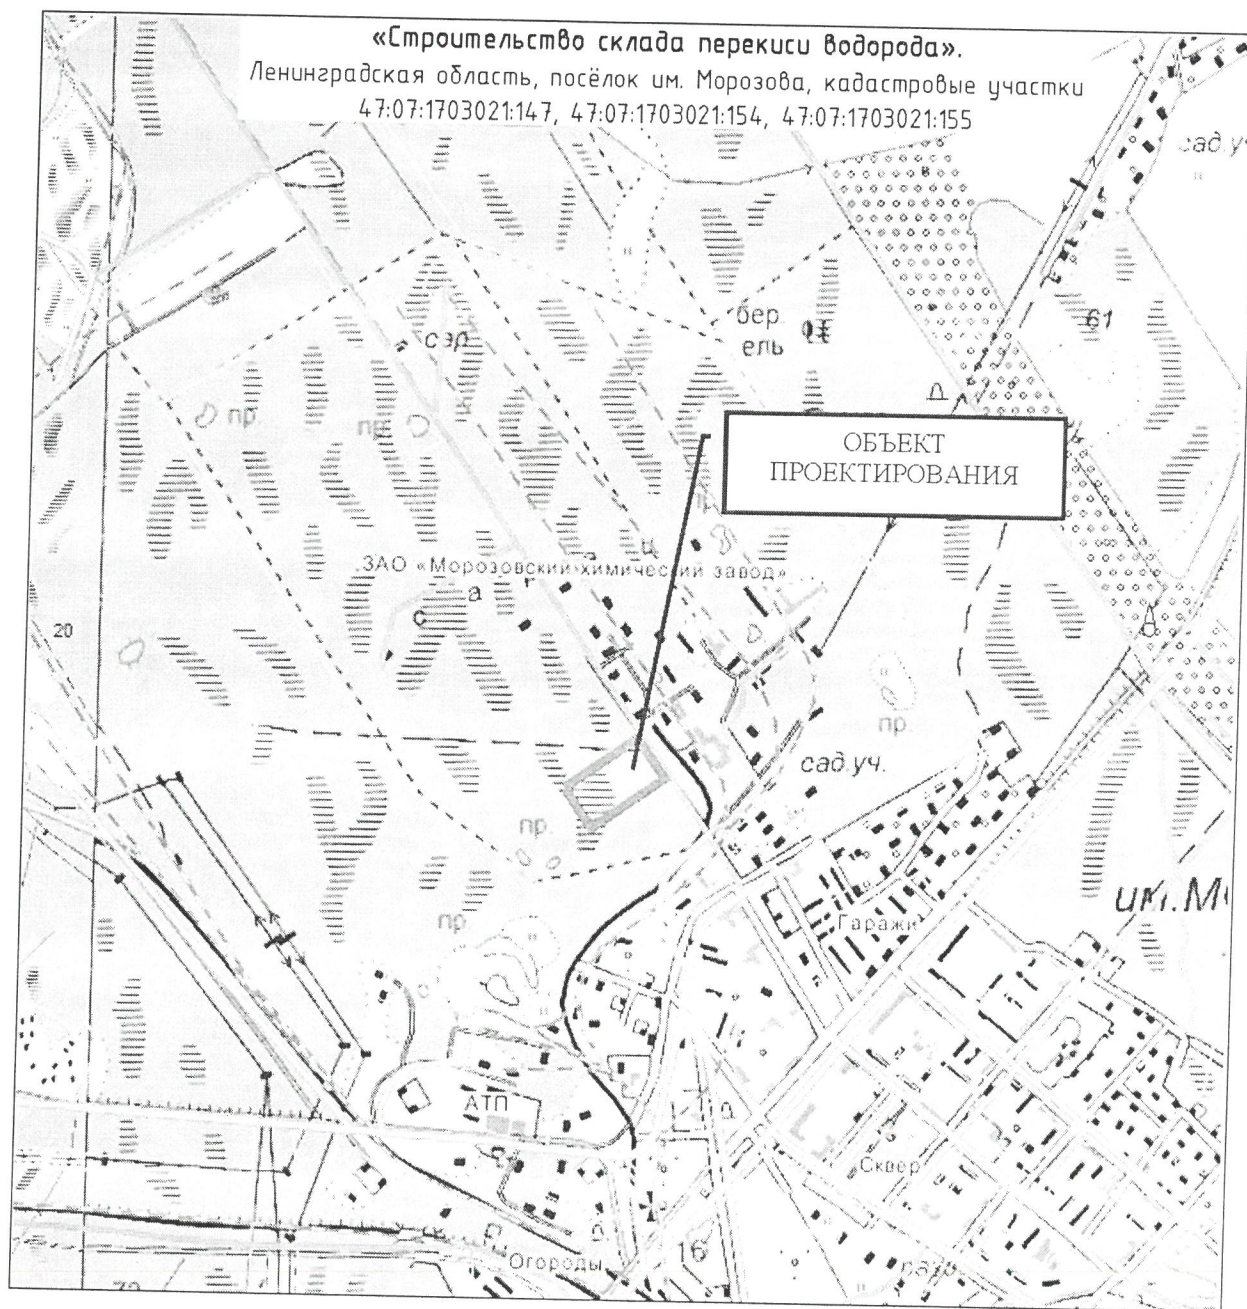 «Строительство склада перекиси водорода».
Ленинградская область, посёлок им. Морозова, кадастровые участки
47:07:1703021:147, 47:07:1703021:154, 47:07:1703021:155
сад.уч
бер.
ель
61
сар.
пр.
пр.
ОБЪЕКТ
ПРОЕКТИРОВАНИЯ
ЗАО «Морозовский химический завод»
20
пр.
сад.уч.
пр.
пр.
им.М
Гаражи
АТП
Сквер
16
Огороды